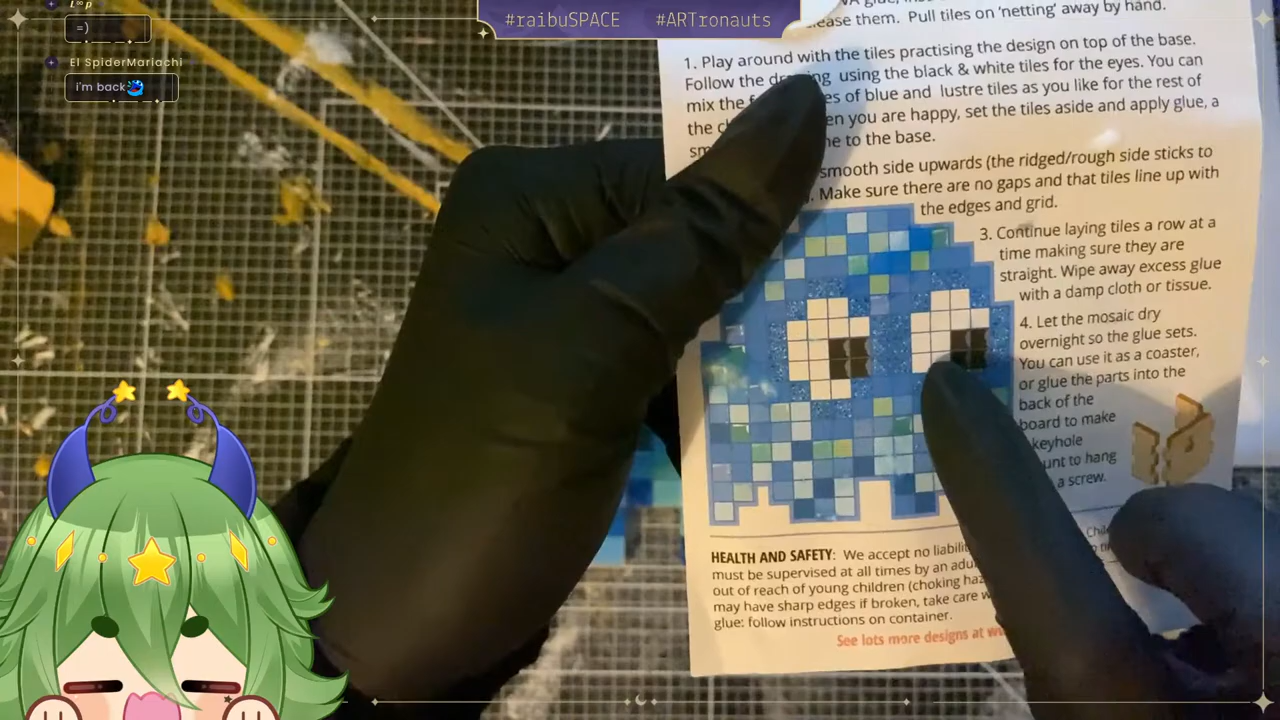 #raibuSPACE #ARTronauts
L∞p
=)
El SpiderMariachi
i'm back
VA glue,
ease them. Pull tiles on 'netting' away by hand.
1. Play around with the tiles practising the design on top of the base.
Follow the using the black & white tiles for the eyes. You can
mix the of blue and lustre tiles as you like for the rest of
the you are happy, set the tiles aside and apply glue, a
to the base.
smooth side upwards (the ridged/rough side sticks to
Make sure there are no gaps and that tiles line up with
the edges and grid.
3. Continue laying tiles a row at a
time making sure they are
straight. Wipe away excess glue
with a damp cloth or tissue.
4. Let the mosaic dry
overnight so the glue sets.
You can use it as a coaster,
or glue the parts into the
back of the
board to make
keyhole
to hang
a screw.
HEALTH AND SAFETY: We accept no
must be supervised at all times by an
out of reach of young children (choking
may have sharp edges if broken, take care
glue: follow instructions on container.
See lots more designs at